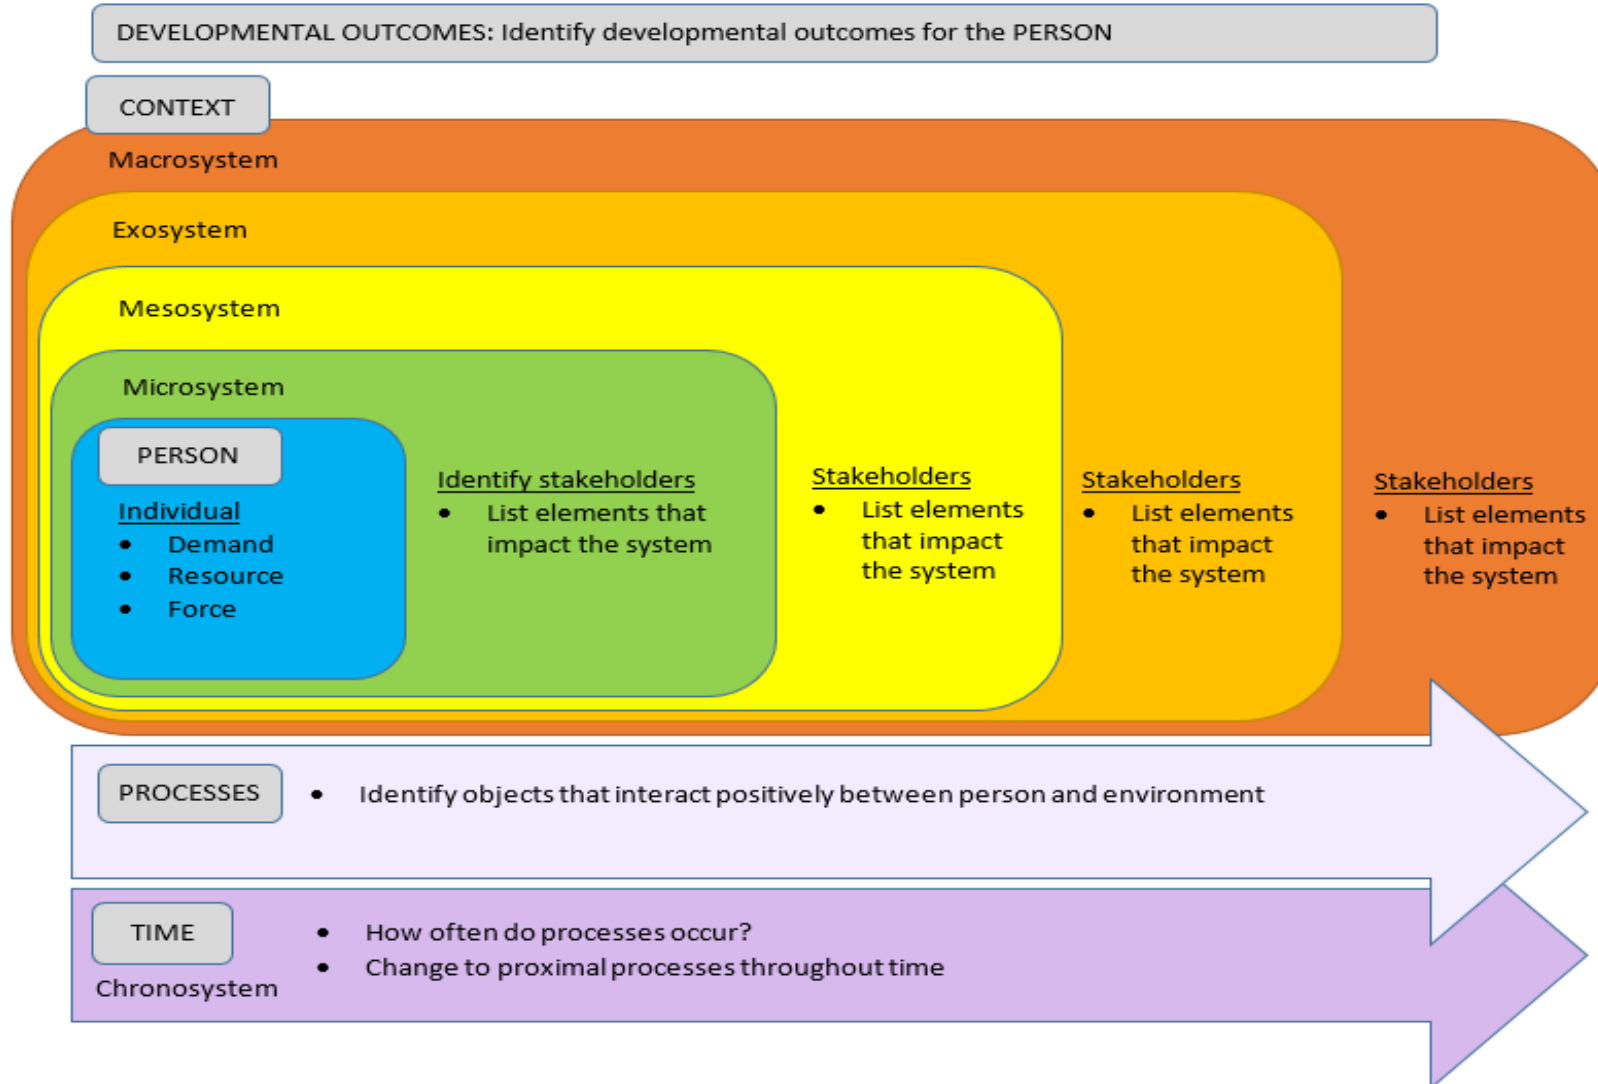 DEVELOPMENTAL OUTCOMES: Identify developmental outcomes for the PERSON
CONTEXT
Macrosystem
Exosystem
Mesosystem
Microsystem
PERSON
Individual
• Demand
• Resource
• Force
Identify stakeholders
• List elements that
impact the system
Stakeholders
• List elements
that impact
the system
Stakeholders
• List elements
that impact
the system
Stakeholders
• List elements
that impact
the system
PROCESSES
• Identify objects that interact positively between person and environment
TIME
Chronosystem
• How often do processes occur?
• Change to proximal processes throughout time